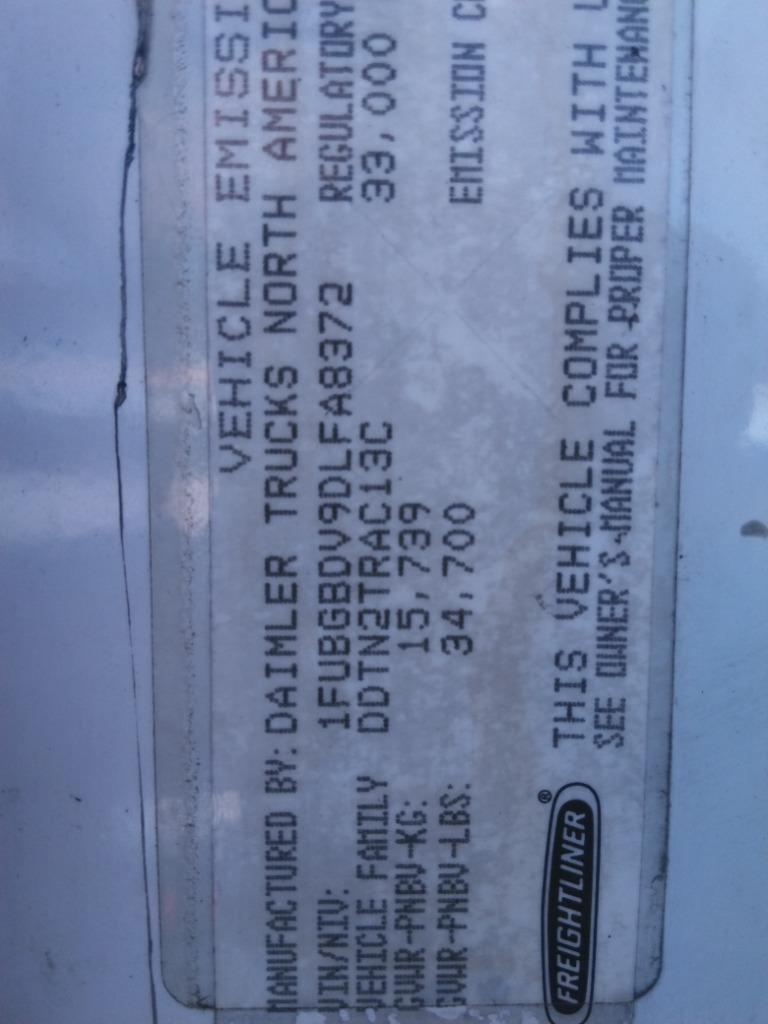 VEHICLE EMISSI
MANUFACTURED BY: DAIMLER TRUCKS NORTH AMERIC
VIN/NIV: 1FUBGBDV9DLFA8372 REGULATORY
VEHICLE FAMILY DDTN2TRAC13C 33,000
GVWR-PNBV-KG: 15,739
GVWR-PNBV-LBS: 34,700 EMISSION C
THIS VEHICLE COMPLIES WITH
SEE OWNER'S MANUAL FOR PROPER MAINTENANC
FREIGHTLINER®